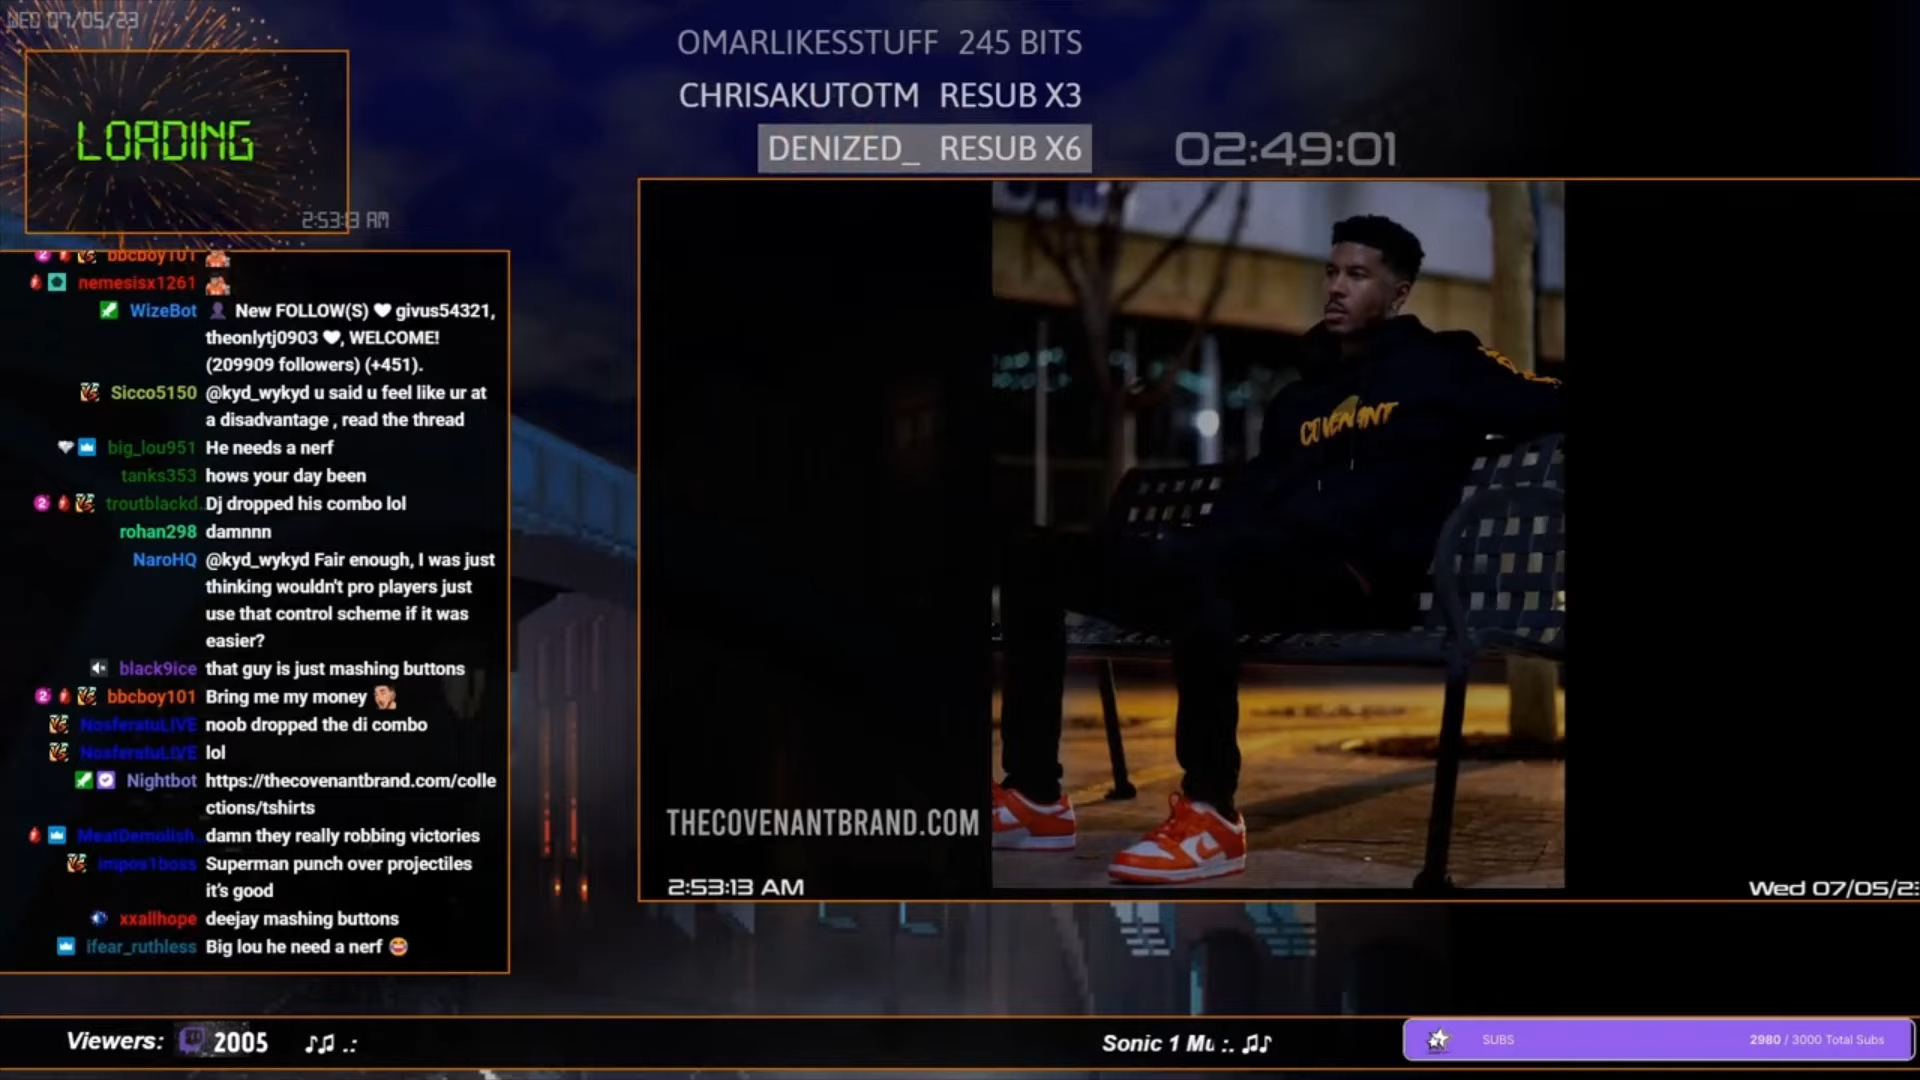 WED 07/05/23
LOADING
2:53:13 AM
OMARLIKESSTUFF 245 BITS
CHRISAKUTOTM RESUB X3
DENIZED_ RESUB X6
02:49:01
bbcboy101
nemesisx1261
WizeBot New FOLLOW(S) ♥ givus54321,
theonlytj0903 ♥, WELCOME!
(209909 followers) (+451).
Sicco5150 @kyd_wykyd u said u feel like ur at
a disadvantage , read the thread
big_lou951 He needs a nerf
tanks353 hows your day been
troutblackd.. Dj dropped his combo lol
rohan298 damnnn
NaroHQ @kyd_wykyd Fair enough, I was just
thinking wouldn't pro players just
use that control scheme if it was
easier?
black9ice that guy is just mashing buttons
bbcboy101 Bring me my money
NosferatuLIVE noob dropped the di combo
NosferatuLIVE lol
Nightbot https://thecovenantbrand.com/colle
ctions/tshirts
MeatDemolish.. damn they really robbing victories
impos1boss Superman punch over projectiles
it's good
xxallhope deejay mashing buttons
ifear_ruthless Big lou he need a nerf 😂
COVENANT
THECOVENANTBRAND.COM
2:53:13 AM
Wed 07/05/2
Viewers: 2005 ♪♫ .:
Sonic 1 Mu :. ♫♪
SUBS 2980 / 3000 Total Subs